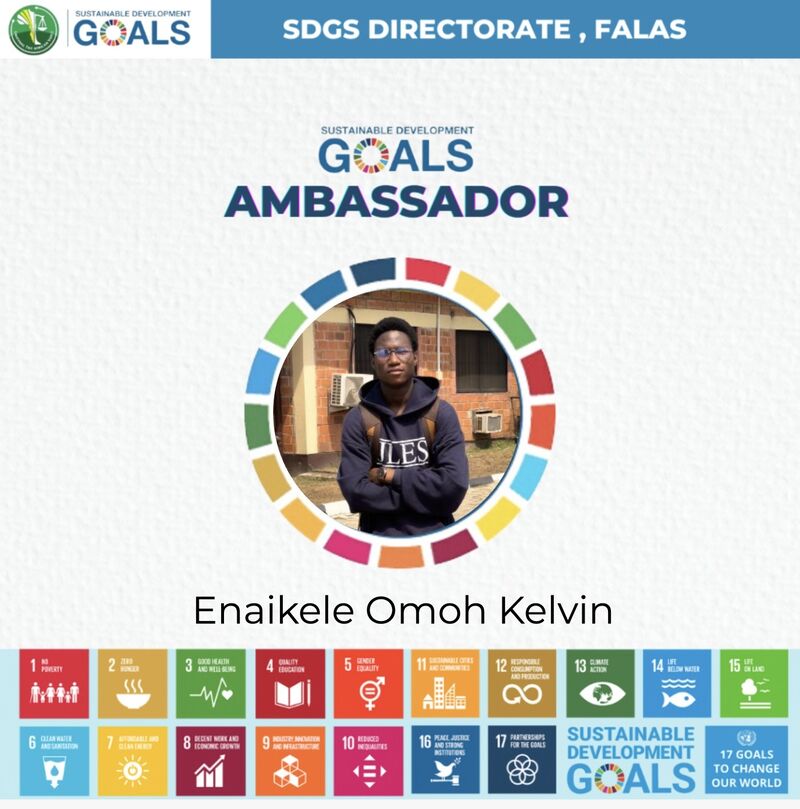 SUSTAINABLE DEVELOPMENT
GOALS
SDGS DIRECTORATE , FALAS
SUSTAINABLE DEVELOPMENT
GOALS
AMBASSADOR
Enaikele Omoh Kelvin
1 NO
POVERTY
2 ZERO
HUNGER
3 GOOD HEALTH
AND WELL-BEING
4 QUALITY
EDUCATION
5 GENDER
EQUALITY
11 SUSTAINABLE CITIES
AND COMMUNITIES
12 RESPONSIBLE
CONSUMPTION
AND PRODUCTION
13 CLIMATE
ACTION
14 LIFE
BELOW WATER
15 LIFE
ON LAND
6 CLEAN WATER
AND SANITATION
7 AFFORDABLE AND
CLEAN ENERGY
8 DECENT WORK AND
ECONOMIC GROWTH
9 INDUSTRY, INNOVATION
AND INFRASTRUCTURE
10 REDUCED
INEQUALITIES
16 PEACE, JUSTICE
AND STRONG
INSTITUTIONS
17 PARTNERSHIPS
FOR THE GOALS
SUSTAINABLE
DEVELOPMENT
GOALS
17 GOALS
TO CHANGE
OUR WORLD